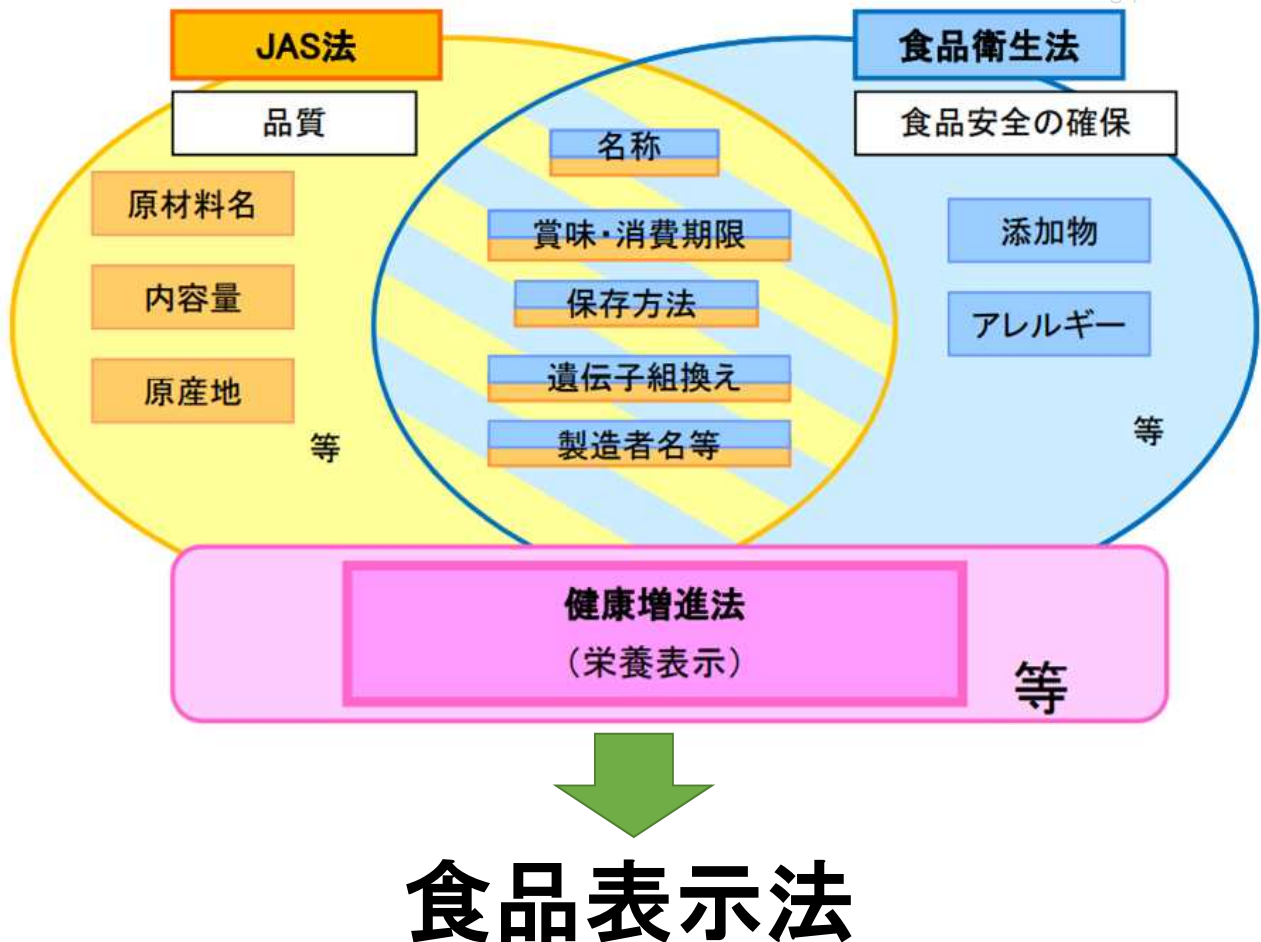 JAS法
品質
原材料名
内容量
原産地
等
名称
賞味・消費期限
保存方法
遺伝子組換え
製造者名等
食品衛生法
食品安全の確保
添加物
アレルギー
等
健康増進法
（栄養表示）
等
食品表示法